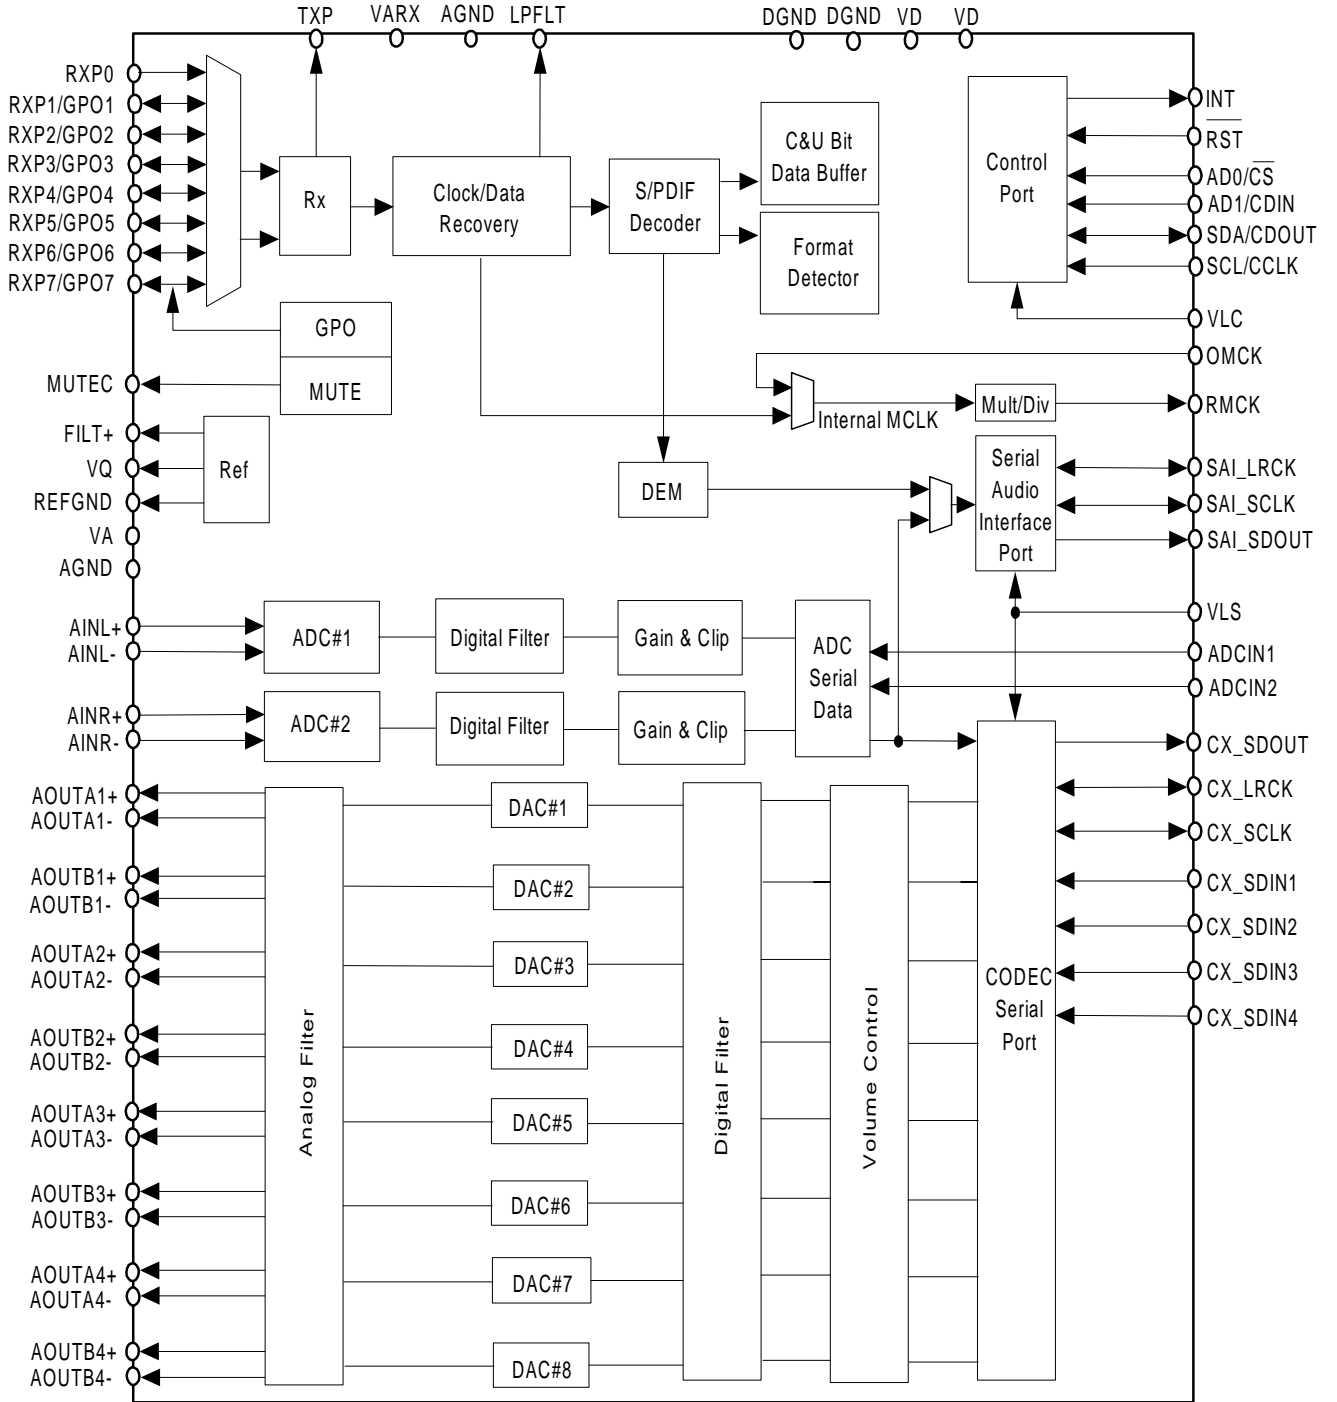 TXP VARX AGND LPFLT DGND DGND VD VD
RXP0
RXP1/GPO1
RXP2/GPO2
RXP3/GPO3
RXP4/GPO4
RXP5/GPO5
RXP6/GPO6
RXP7/GPO7
MUTEC
FILT+
VQ
REFGND
VA
AGND
AINL+
AINL-
AINR+
AINR-
AOUTA1+
AOUTA1-
AOUTB1+
AOUTB1-
AOUTA2+
AOUTA2-
AOUTB2+
AOUTB2-
AOUTA3+
AOUTA3-
AOUTB3+
AOUTB3-
AOUTA4+
AOUTA4-
AOUTB4+
AOUTB4-
Rx
Clock/Data
Recovery
S/PDIF
Decoder
C&U Bit
Data Buffer
Format
Detector
Control
Port
GPO
MUTE
Ref
Internal MCLK
Mult/Div
DEM
Serial
Audio
Interface
Port
ADC#1
Digital Filter
Gain & Clip
ADC
Serial
Data
ADC#2
Digital Filter
Gain & Clip
Analog Filter
DAC#1
DAC#2
DAC#3
DAC#4
DAC#5
DAC#6
DAC#7
DAC#8
Digital Filter
Volume Control
CODEC
Serial
Port
INT
RST
AD0/CS
AD1/CDIN
SDA/CDOUT
SCL/CCLK
VLC
OMCK
RMCK
SAI_LRCK
SAI_SCLK
SAI_SDOUT
VLS
ADCIN1
ADCIN2
CX_SDOUT
CX_LRCK
CX_SCLK
CX_SDIN1
CX_SDIN2
CX_SDIN3
CX_SDIN4